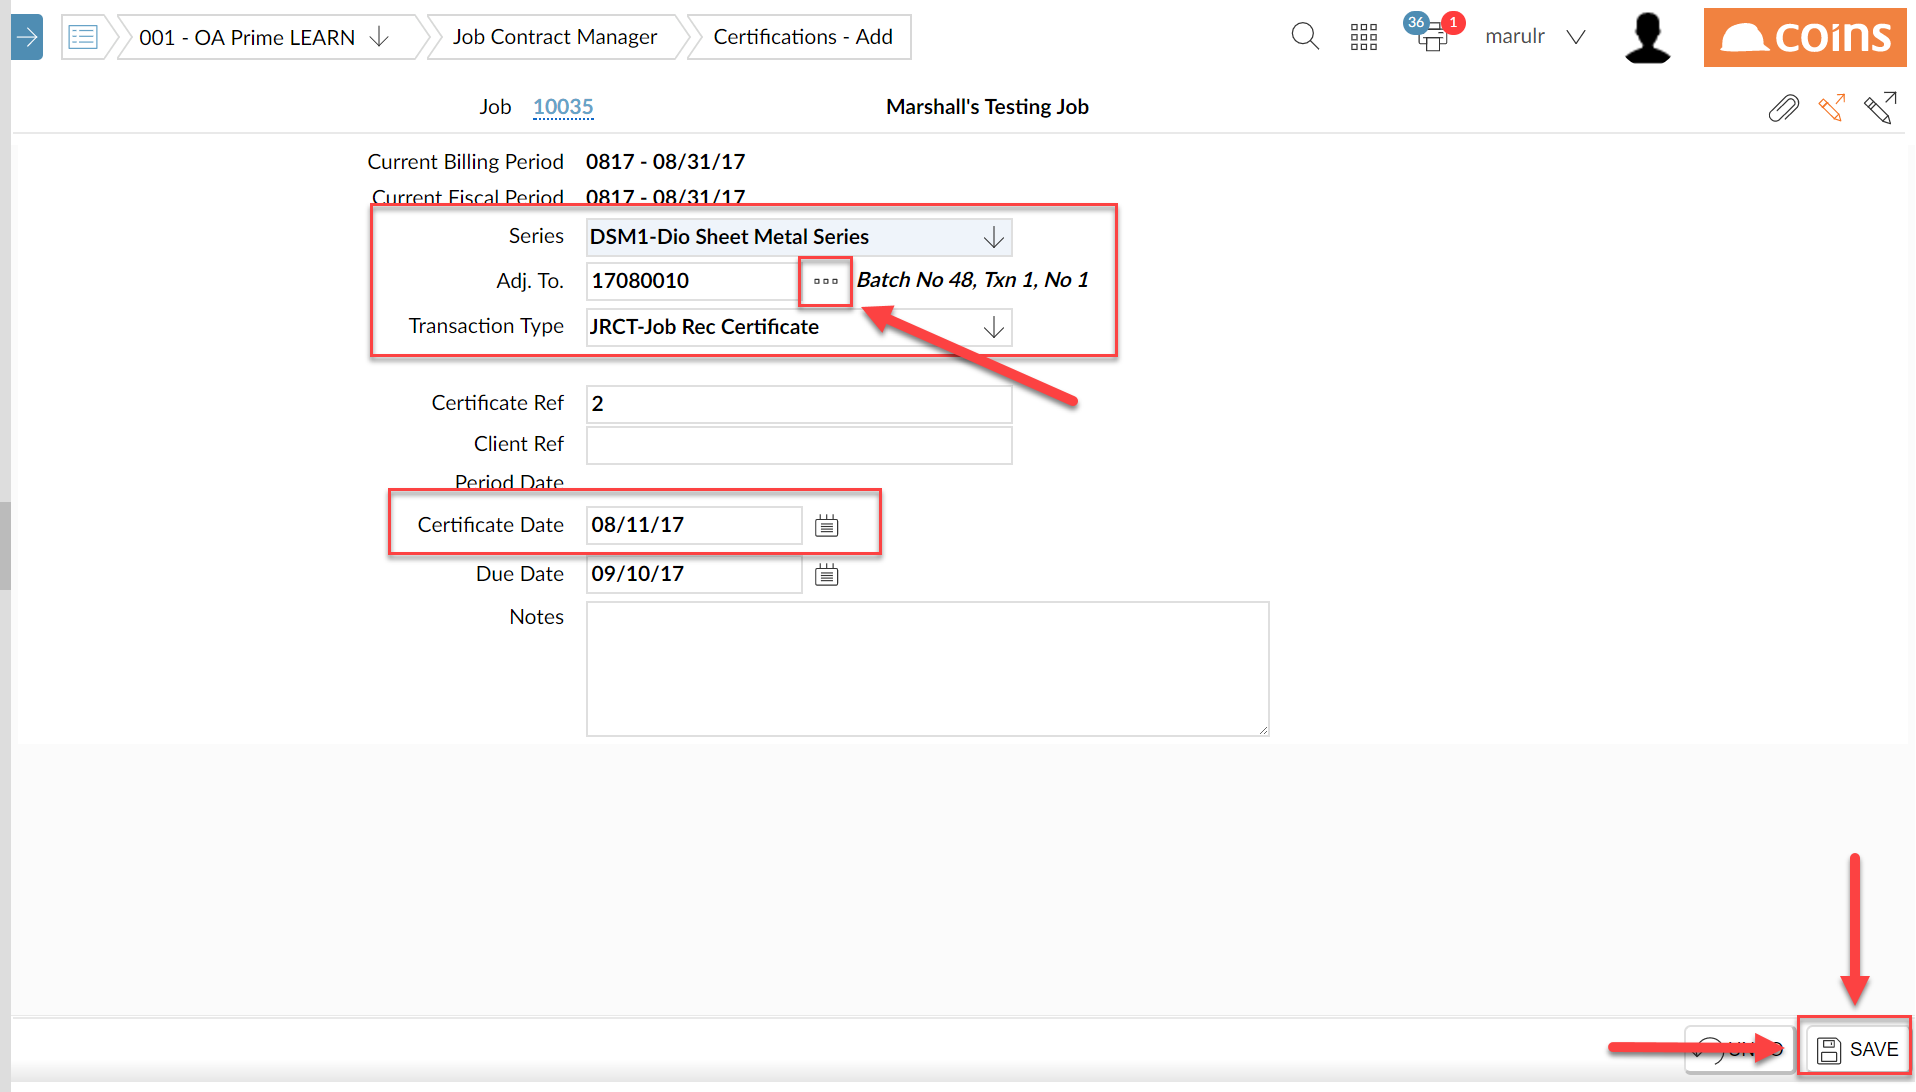 001 - OA Prime LEARN
Job Contract Manager
Certifications - Add
36
1
marulr
coins
Job 10035
Marshall's Testing Job
Current Billing Period 0817 - 08/31/17
Current Fiscal Period 0817 - 08/31/17
Series DSM1-Dio Sheet Metal Series
Adj. To. 17080010 Batch No 48, Txn 1, No 1
Transaction Type JRCT-Job Rec Certificate
Certificate Ref 2
Client Ref
Period Date
Certificate Date 08/11/17
Due Date 09/10/17
Notes
SAVE